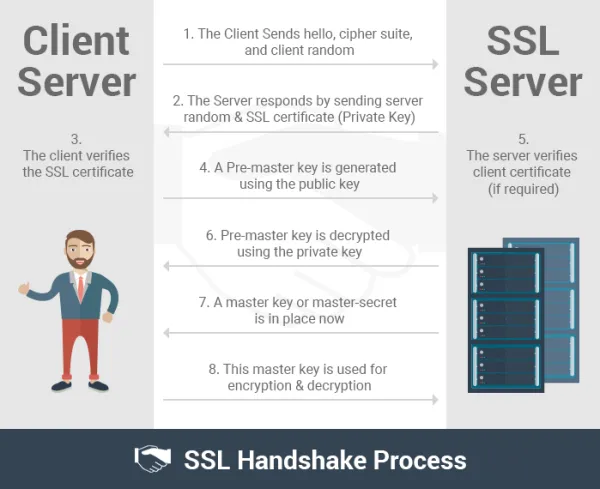 Client
Server
SSL
Server
1. The Client Sends hello, cipher suite,
and client random
2. The Server responds by sending server
random & SSL certificate (Private Key)
3.
The client verifies
the SSL certificate
4. A Pre-master key is generated
using the public key
5.
The server verifies
client certificate
(if required)
6. Pre-master key is decrypted
using the private key
7. A master key or master-secret
is in place now
8. This master key is used for
encryption & decryption
SSL Handshake Process